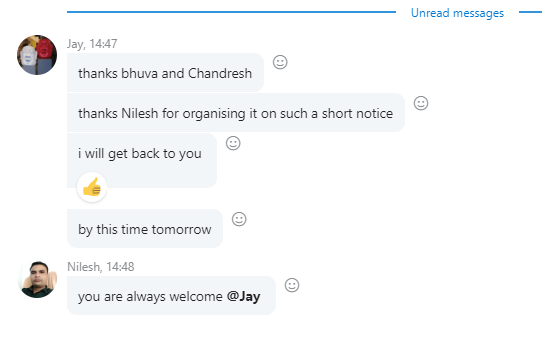 Unread messages
Jay, 14:47
thanks bhuva and Chandresh
thanks Nilesh for organising it on such a short notice
i will get back to you
by this time tomorrow
Nilesh, 14:48
you are always welcome @Jay